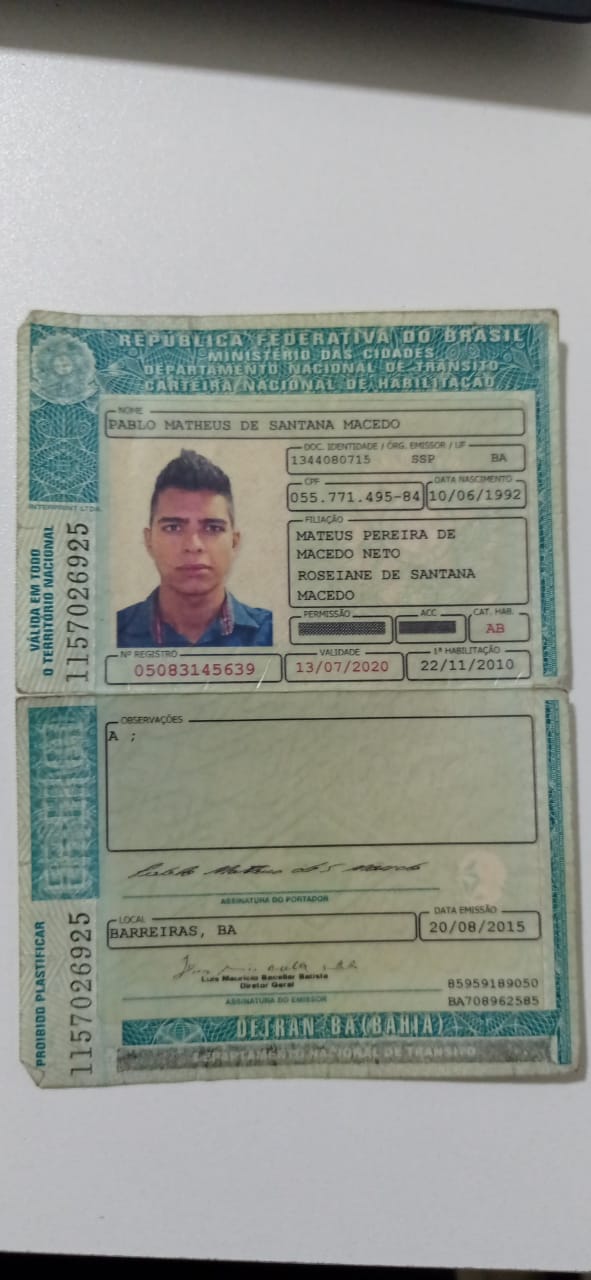 REPÚBLICA FEDERATIVA DO BRASIL
MINISTÉRIO DAS CIDADES
DEPARTAMENTO NACIONAL DE TRÂNSITO
CARTEIRA NACIONAL DE HABILITAÇÃO
NOME
PABLO MATHEUS DE SANTANA MACEDO
DOC. IDENTIDADE / ÓRG. EMISSOR / UF
1344080715 SSP BA
CPF DATA NASCIMENTO
055.771.495-84 10/06/1992
FILIAÇÃO
MATEUS PEREIRA DE
MACEDO NETO
ROSEIANE DE SANTANA
MACEDO
PERMISSÃO ACC CAT. HAB.
AB
Nº REGISTRO VALIDADE 1ª HABILITAÇÃO
05083145639 13/07/2020 22/11/2010
INTERPRINT LTDA.
VÁLIDA EM TODO
O TERRITÓRIO NACIONAL
1157026925
OBSERVAÇÕES
A ;
ASSINATURA DO PORTADOR
LOCAL DATA EMISSÃO
BARREIRAS, BA 20/08/2015
Luis Maurício Bacellar Batista
Diretor Geral
ASSINATURA DO EMISSOR
85959189050
BA708962585
PROIBIDO PLASTIFICAR
1157026925
DETRAN BA (BAHIA)
DEPARTAMENTO NACIONAL DE TRÂNSITO